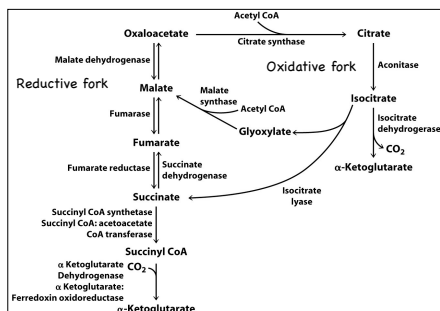 Acetyl CoA
Oxaloacetate
Citrate synthase
Citrate
Malate dehydrogenase
Oxidative fork
Aconitase
Reductive fork
Malate
Malate
synthase
Acetyl CoA
Isocitrate
Fumarase
Glyoxylate
Isocitrate
dehydrogenase
Fumarate
CO2
Fumarate reductase
Succinate
dehydrogenase
α-Ketoglutarate
Isocitrate
lyase
Succinate
Succinyl CoA synthetase
Succinyl CoA: acetoacetate
CoA transferase
Succinyl CoA
α Ketoglutarate
Dehydrogenase
CO2
α Ketoglutarate:
Ferredoxin oxidoreductase
α-Ketoglutarate